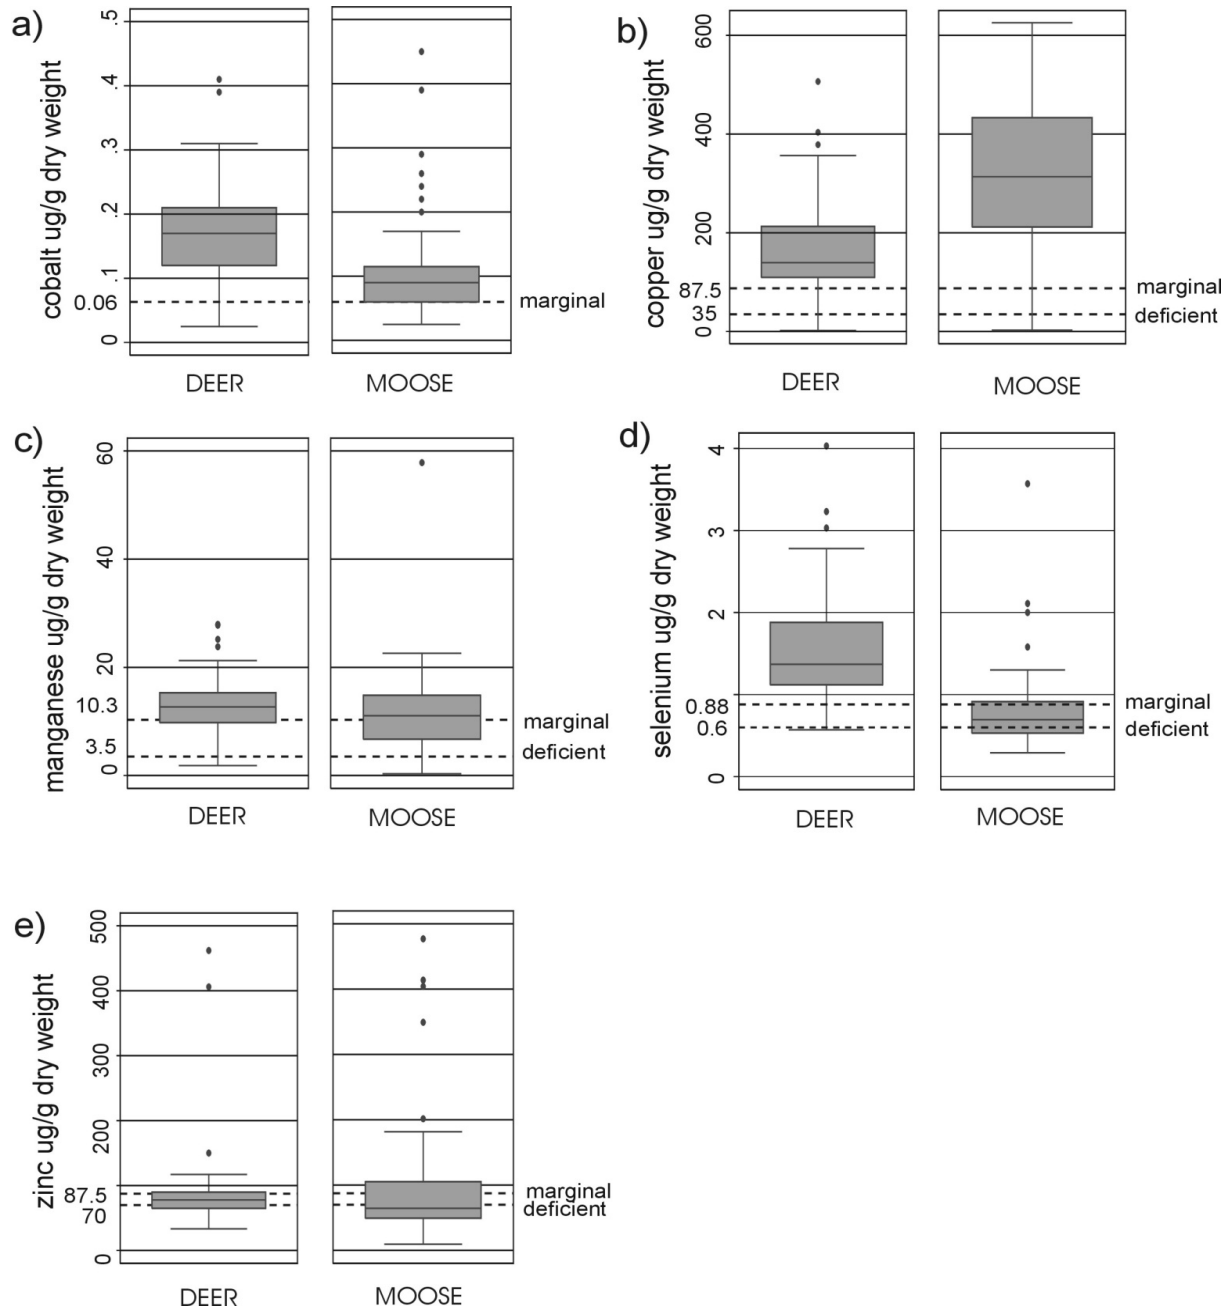 a)
cobalt ug/g dry weight
.5
.4
.3
.2
.1
0.06
0
marginal
DEER
MOOSE
b)
copper ug/g dry weight
600
400
200
87.5
35
0
marginal
deficient
DEER
MOOSE
c)
manganese ug/g dry weight
60
40
20
10.3
3.5
0
marginal
deficient
DEER
MOOSE
d)
selenium ug/g dry weight
4
3
2
0.88
0.6
0
marginal
deficient
DEER
MOOSE
e)
zinc ug/g dry weight
500
400
300
200
87.5
70
0
marginal
deficient
DEER
MOOSE